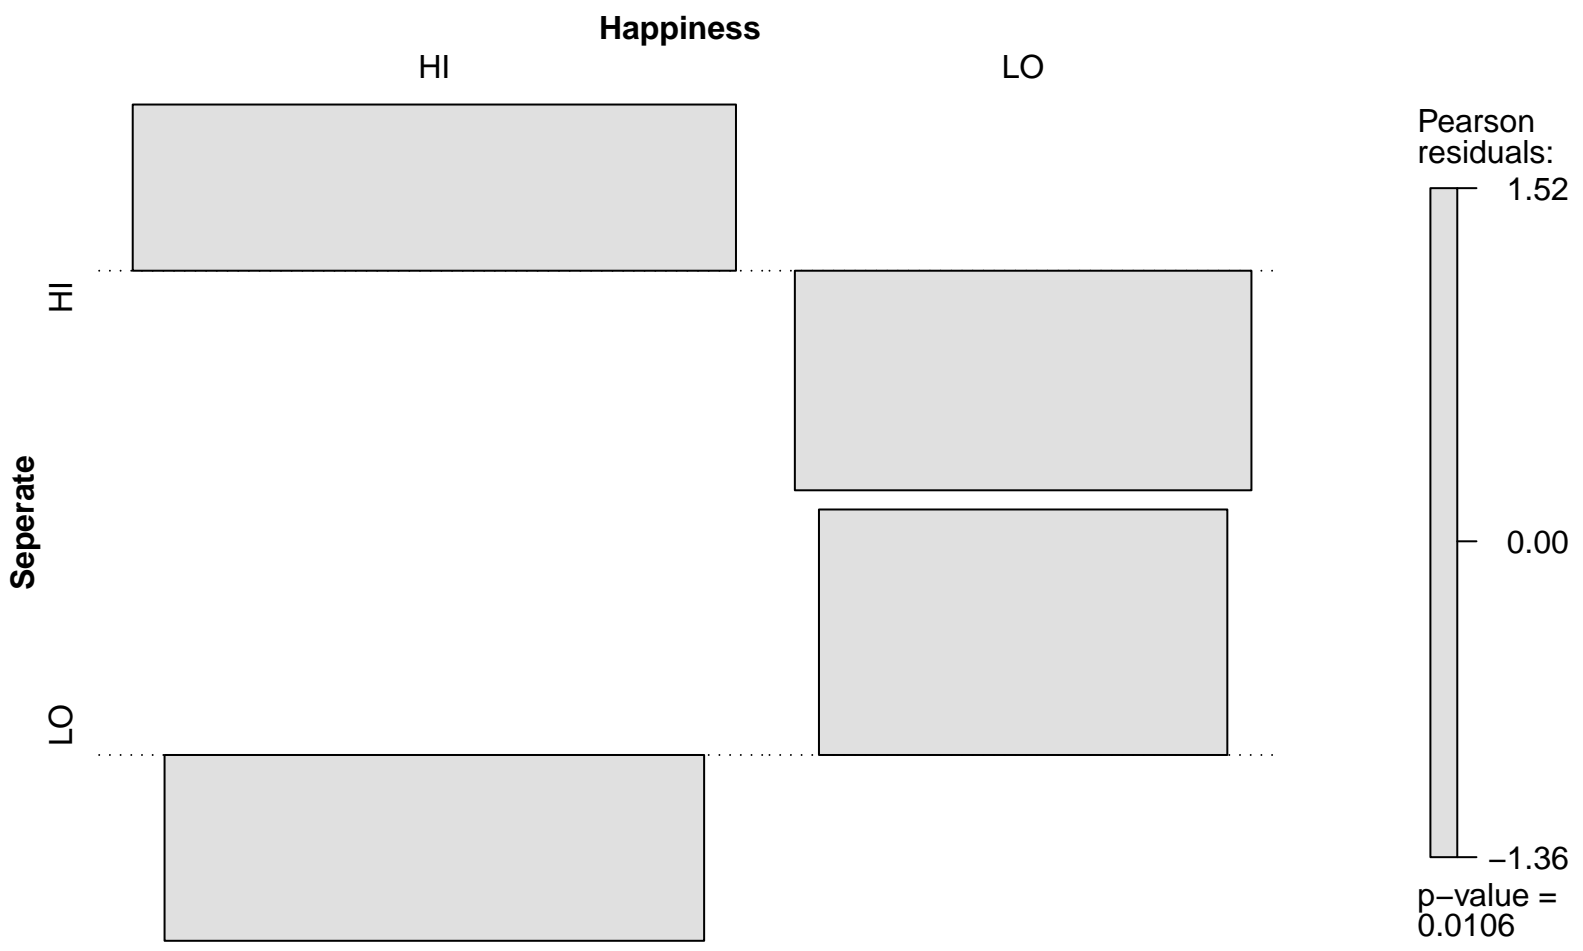 Happiness
HI
LO
HI
Seperate
LO
Pearson
residuals:
1.52
0.00
−1.36
p−value =
0.0106